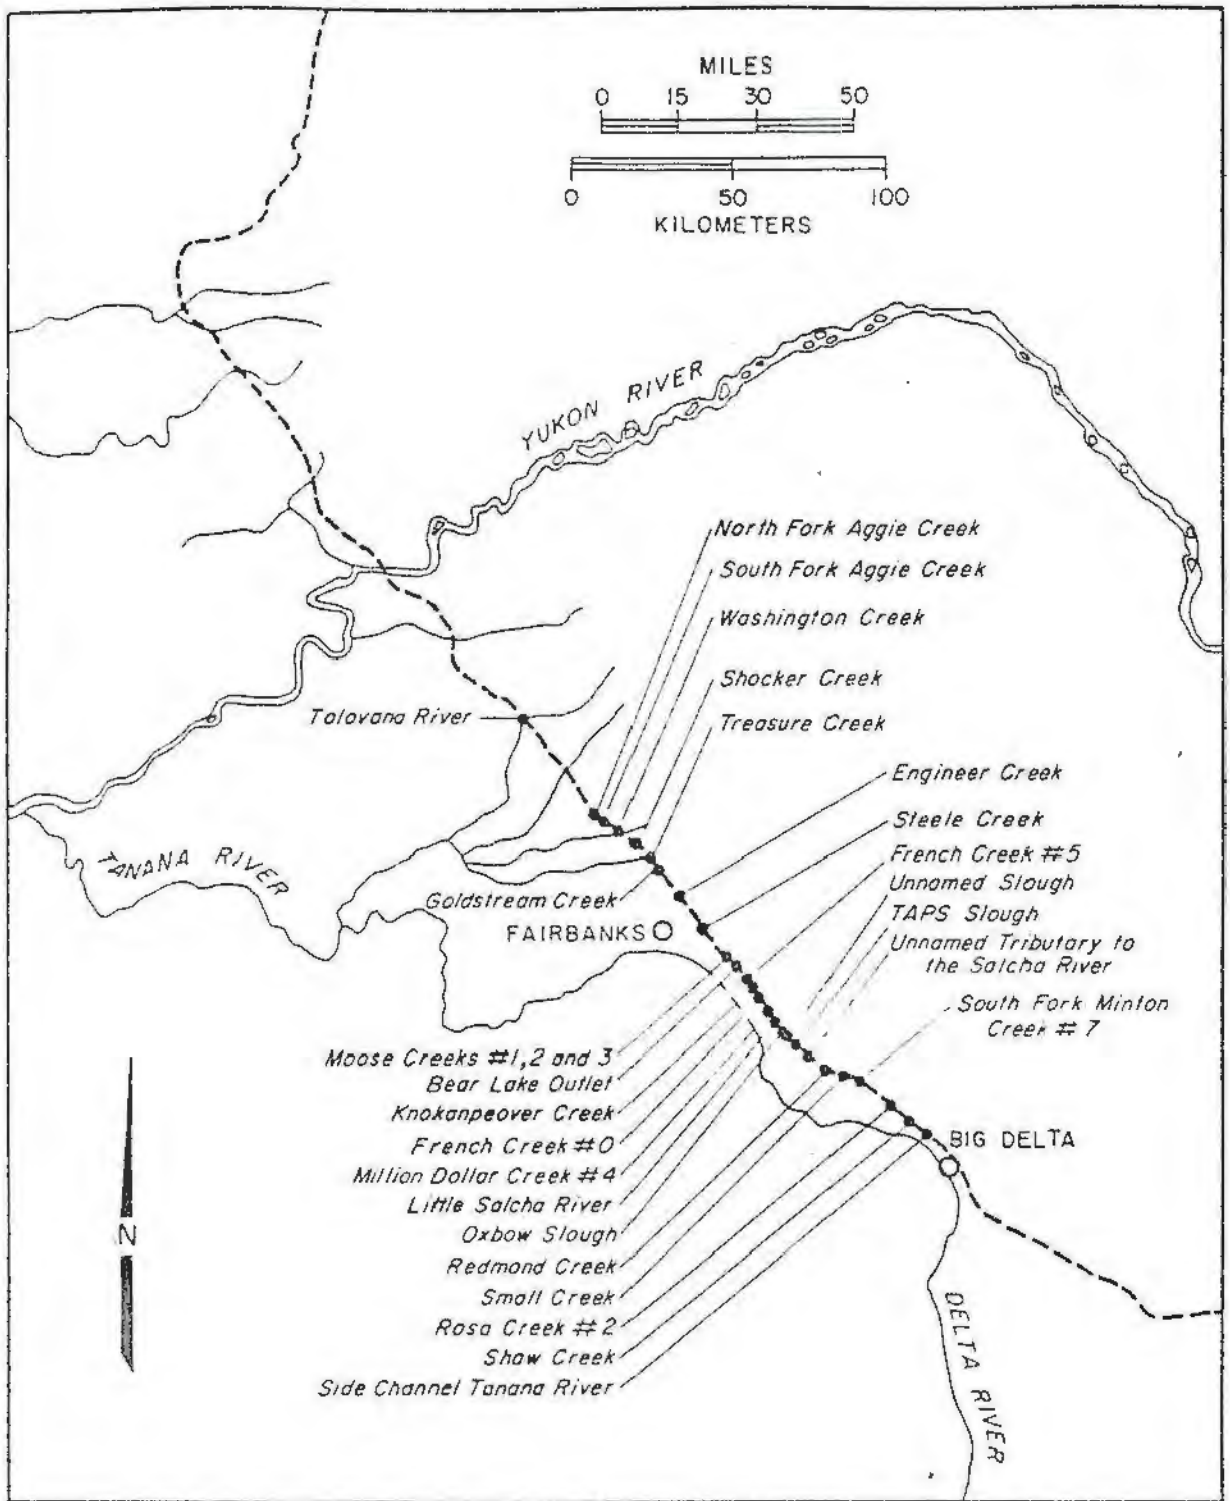 MILES
0 15 30 50
0 50 100
KILOMETERS
YUKON RIVER
North Fork Aggie Creek
South Fork Aggie Creek
Washington Creek
Shocker Creek
Tolovana River
Treasure Creek
Engineer Creek
Steele Creek
TANANA RIVER
French Creek #5
Unnamed Slough
Goldstream Creek
TAPS Slough
FAIRBANKS
Unnamed Tributary to
the Salcha River
South Fork Minton
Creek #7
Moose Creeks #1,2 and 3
Bear Lake Outlet
Knokanpeover Creek
French Creek #0
BIG DELTA
Million Dollar Creek #4
Little Salcha River
Oxbow Slough
Redmond Creek
Small Creek
Rosa Creek #2
Shaw Creek
Side Channel Tanana River
DELTA RIVER
N